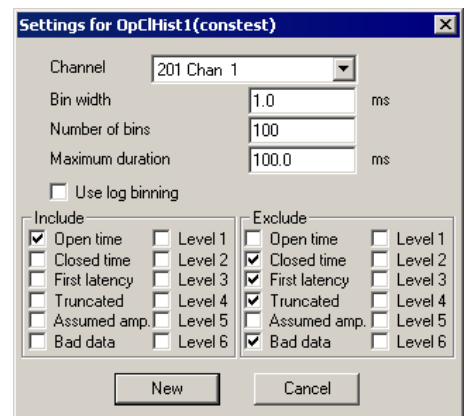 Settings for OpClHist1(constest)
Channel 201 Chan 1
Bin width 1.0 ms
Number of bins 100
Maximum duration 100.0 ms
Use log binning
Include Exclude
Open time Level 1 Open time Level 1
Closed time Level 2 Closed time Level 2
First latency Level 3 First latency Level 3
Truncated Level 4 Truncated Level 4
Assumed amp. Level 5 Assumed amp. Level 5
Bad data Level 6 Bad data Level 6
New Cancel